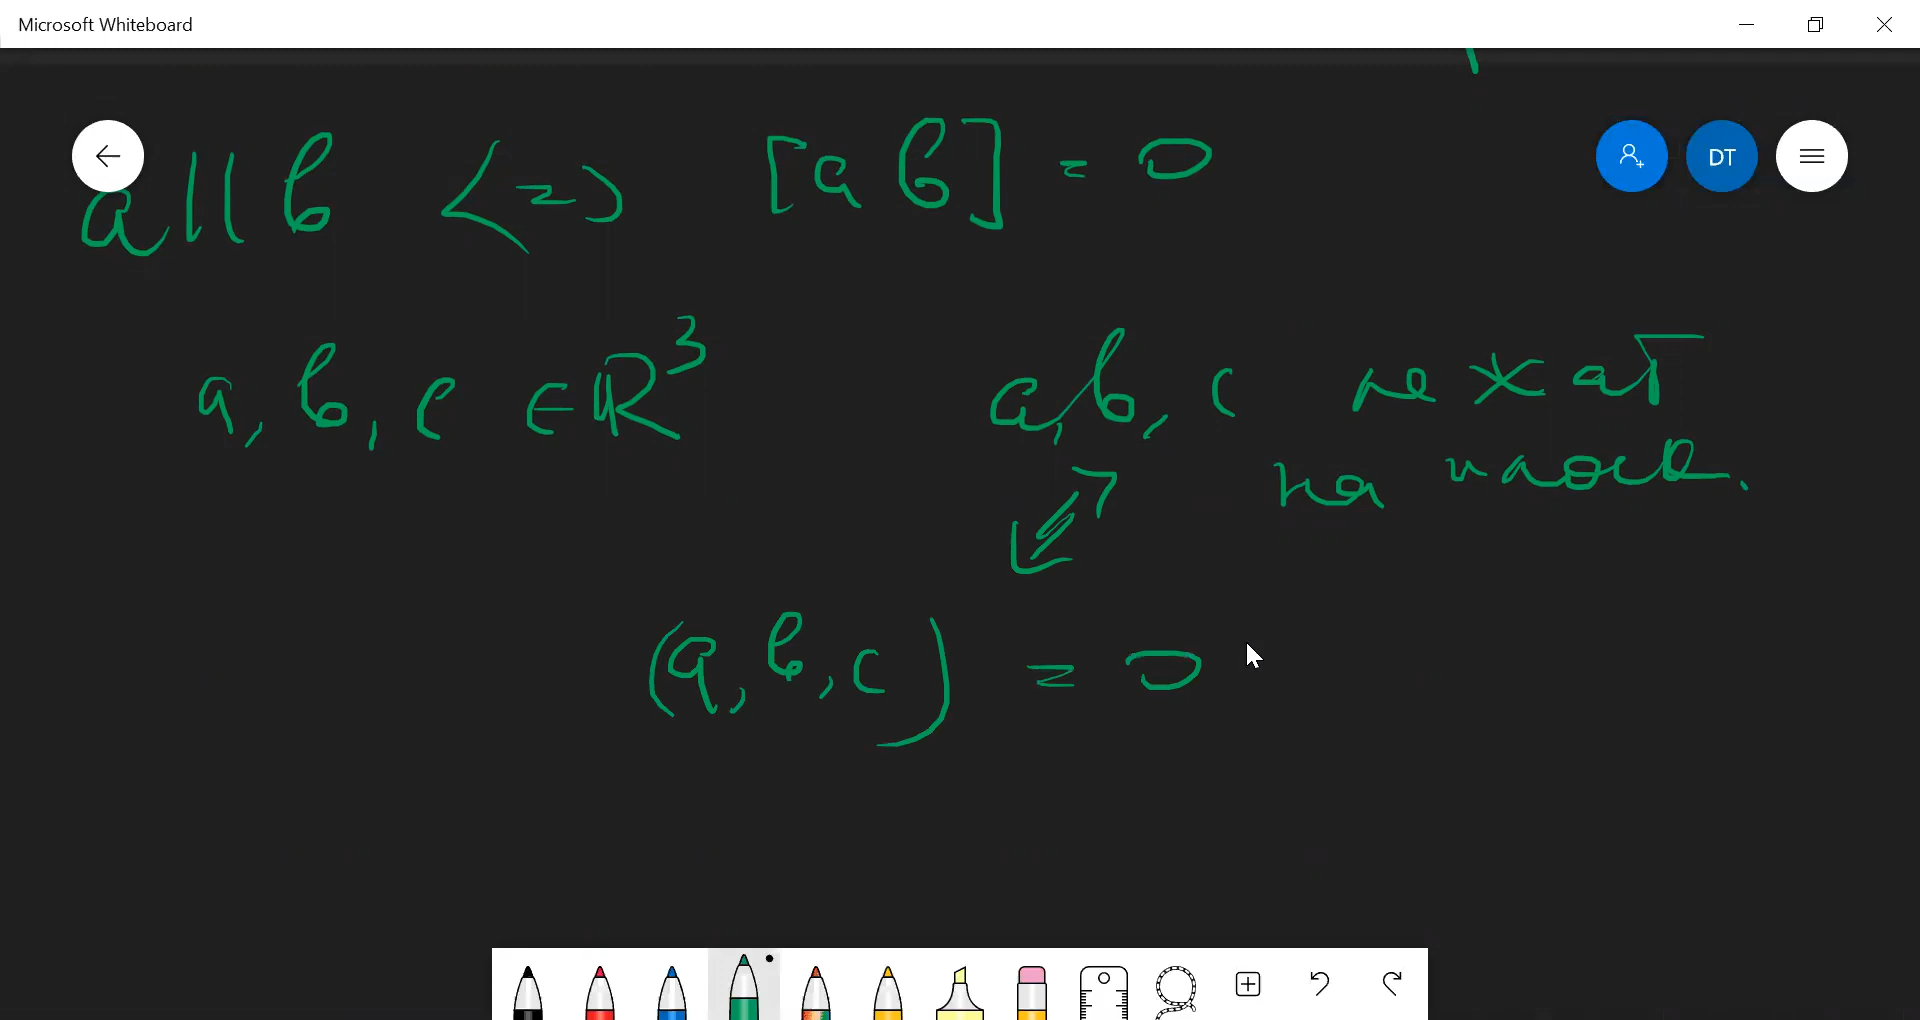 Microsoft Whiteboard
a || b <=> [a b] = 0
DT
a, b, c ∈ R³
a, b, c лежат
на плоск.
(a, b, c) = 0